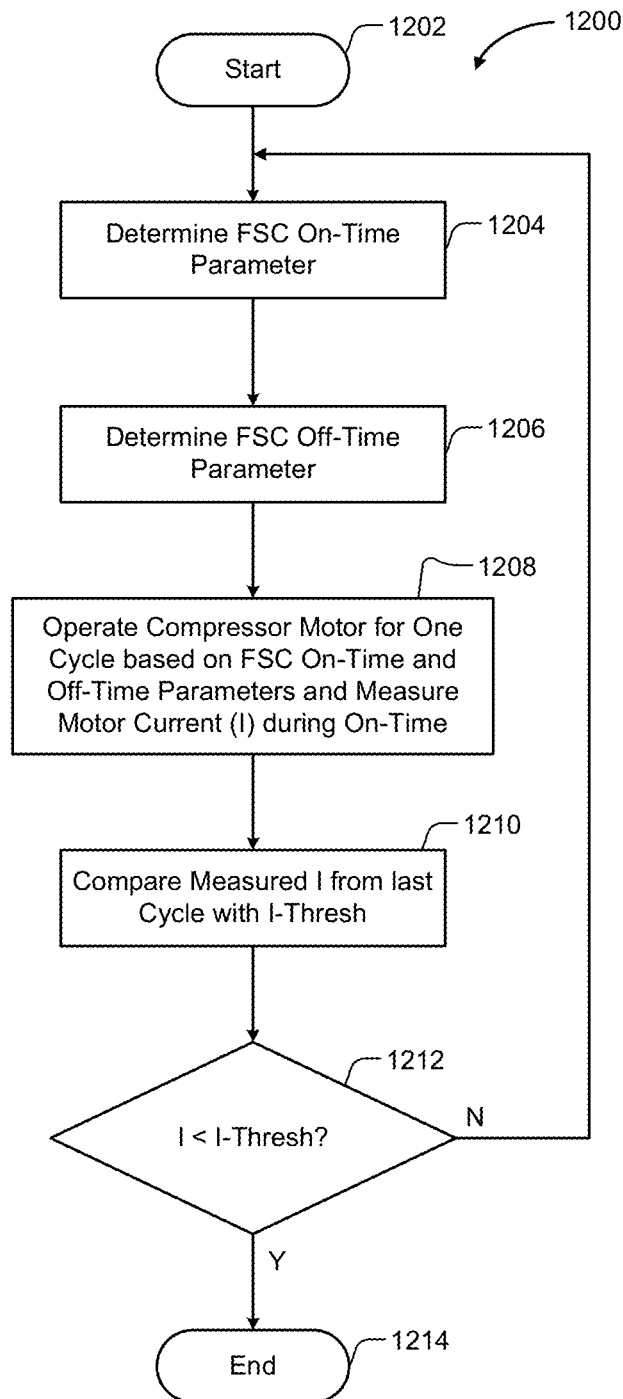 1200
1202
Start
1204
Determine FSC On-Time
Parameter
1206
Determine FSC Off-Time
Parameter
1208
Operate Compressor Motor for One
Cycle based on FSC On-Time and
Off-Time Parameters and Measure
Motor Current (I) during On-Time
1210
Compare Measured I from last
Cycle with I-Thresh
1212
I < I-Thresh?
N
Y
1214
End